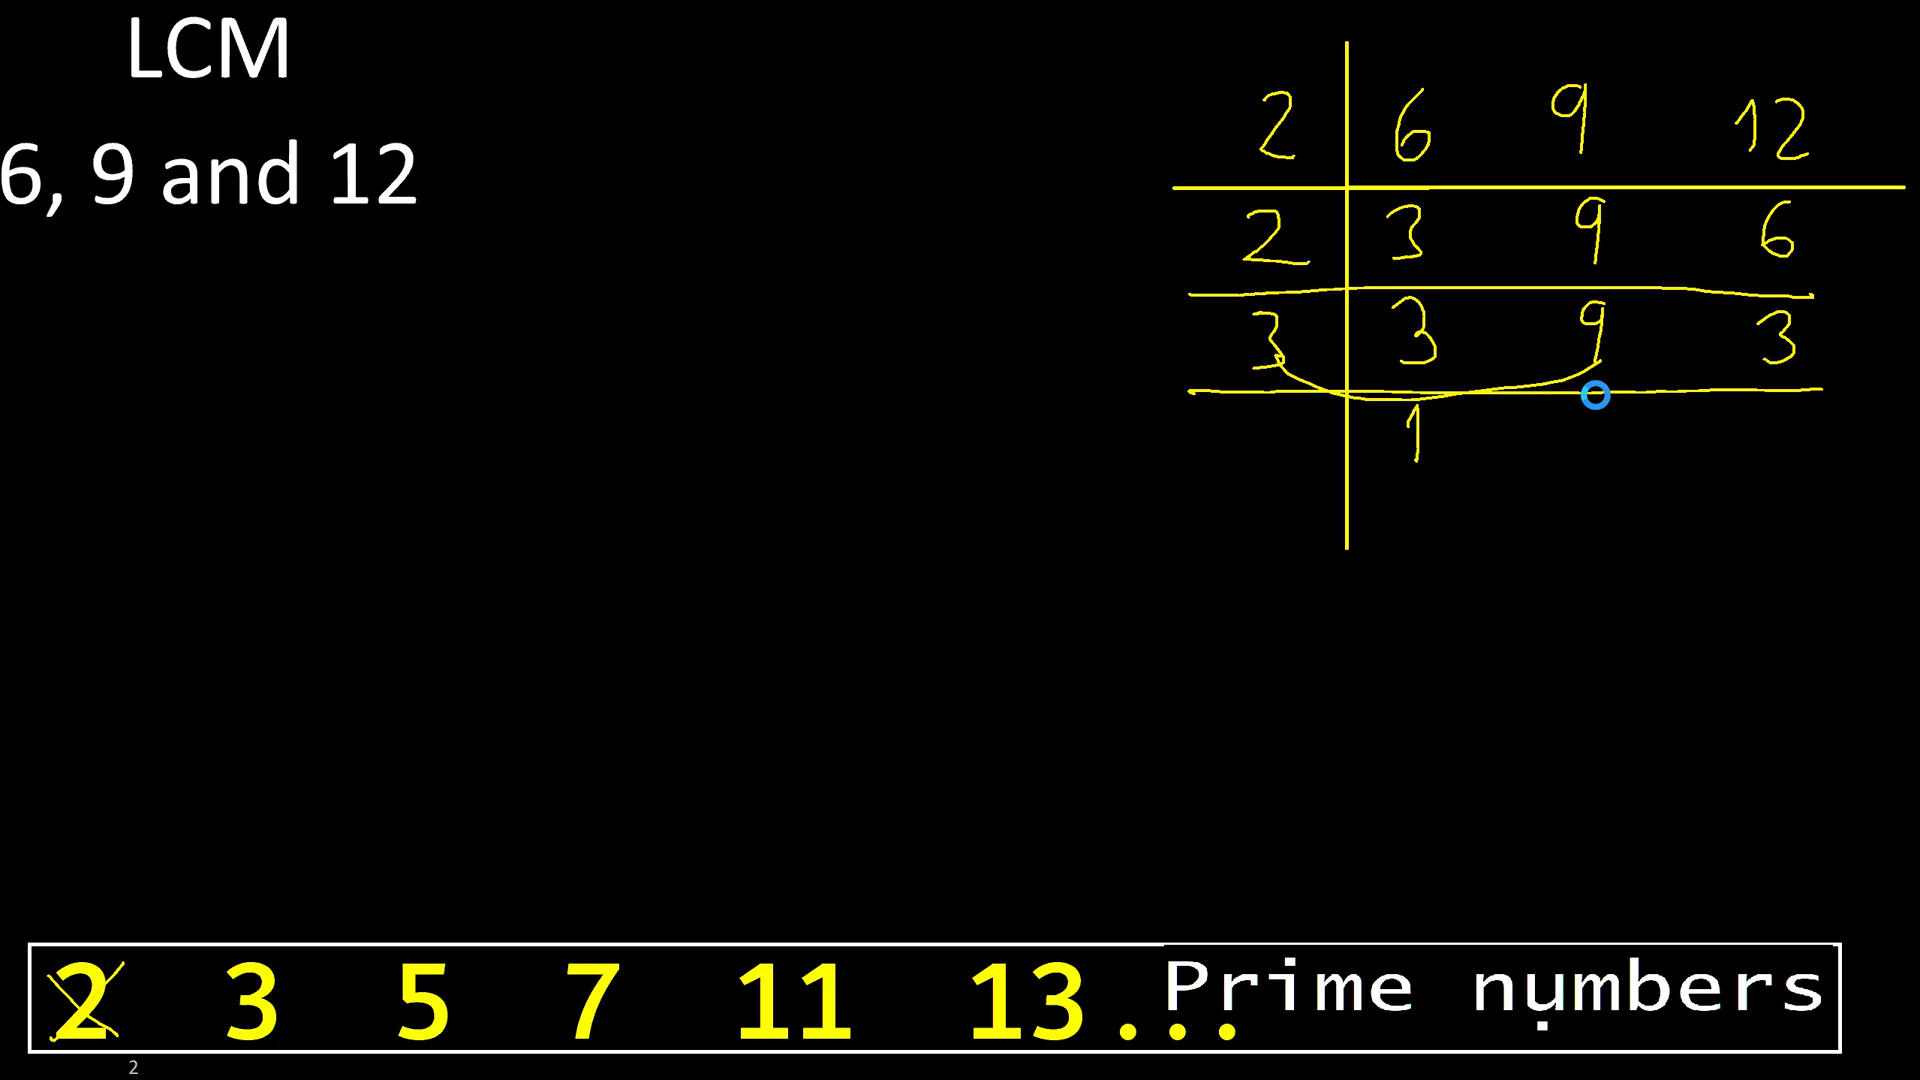 LCM
6, 9 and 12
2 6 9 12
2 3 9 6
3 3 9 3
1
2 3 5 7 11 13 ... Prime numbers
2